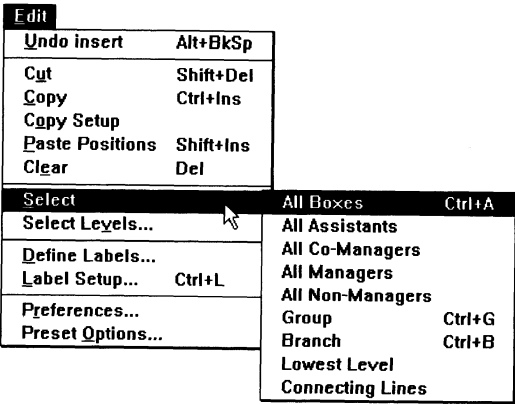 Edit
Undo insert Alt+BkSp
Cut Shift+Del
Copy Ctrl+Ins
Copy Setup
Paste Positions Shift+Ins
Clear Del
Select
Select Levels...
Define Labels...
Label Setup... Ctrl+L
Preferences...
Preset Options...
All Boxes Ctrl+A
All Assistants
All Co-Managers
All Managers
All Non-Managers
Group Ctrl+G
Branch Ctrl+B
Lowest Level
Connecting Lines